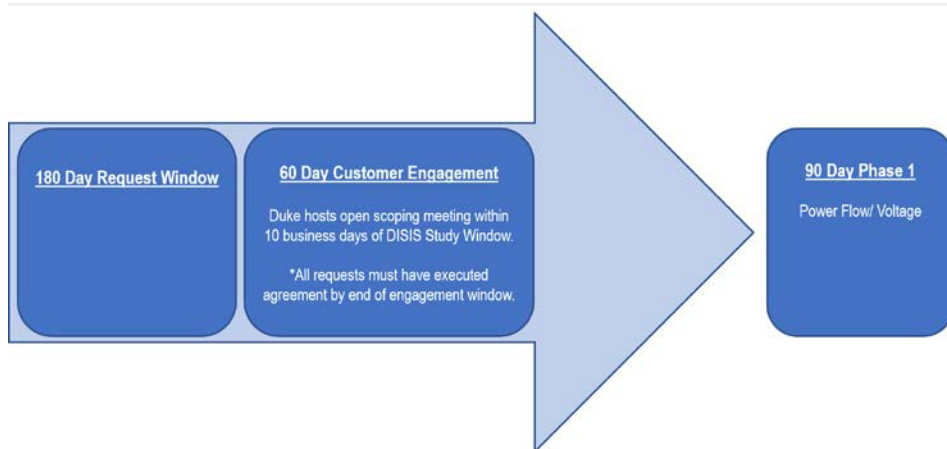 180 Day Request Window
60 Day Customer Engagement
Duke hosts open scoping meeting within
10 business days of DISIS Study Window.
*All requests must have executed
agreement by end of engagement window.
90 Day Phase 1
Power Flow/ Voltage